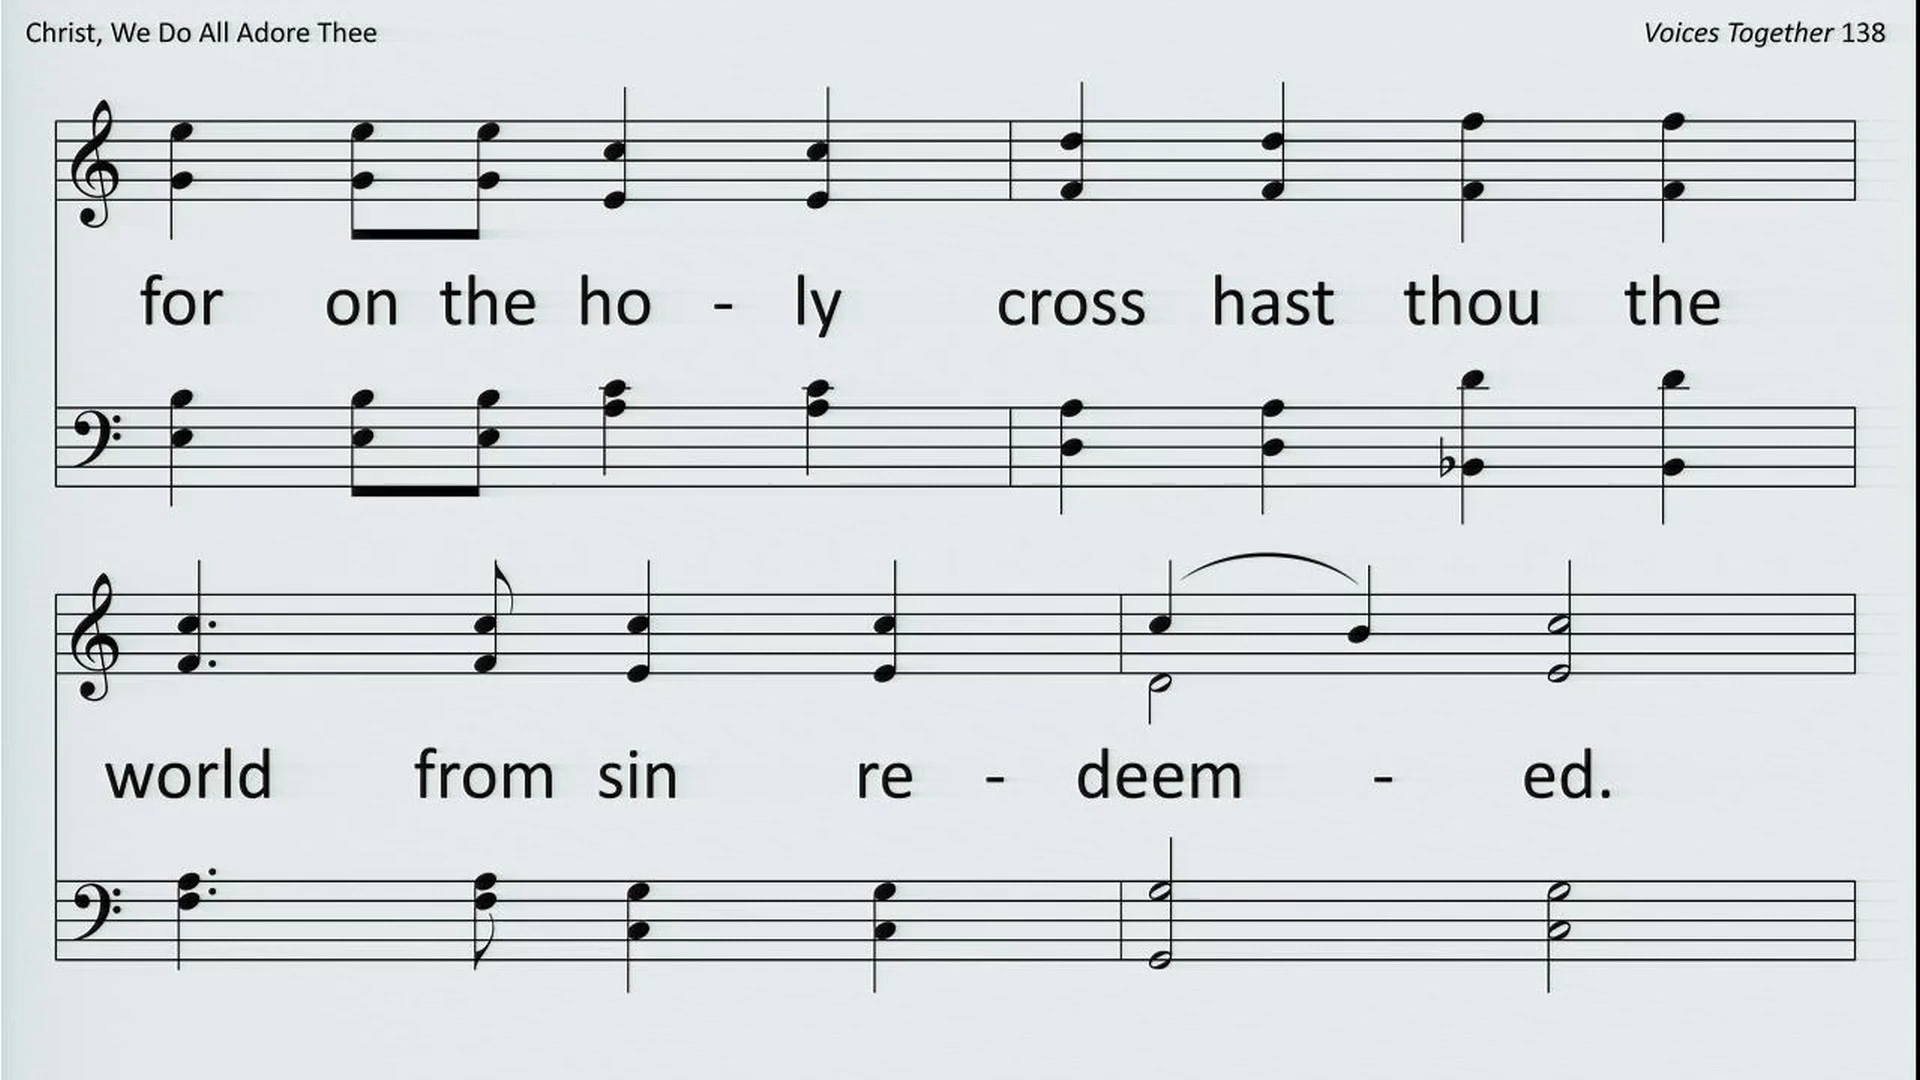 Christ, We Do All Adore Thee
Voices Together 138
for on the ho - ly cross hast thou the
world from sin re - deem - ed.